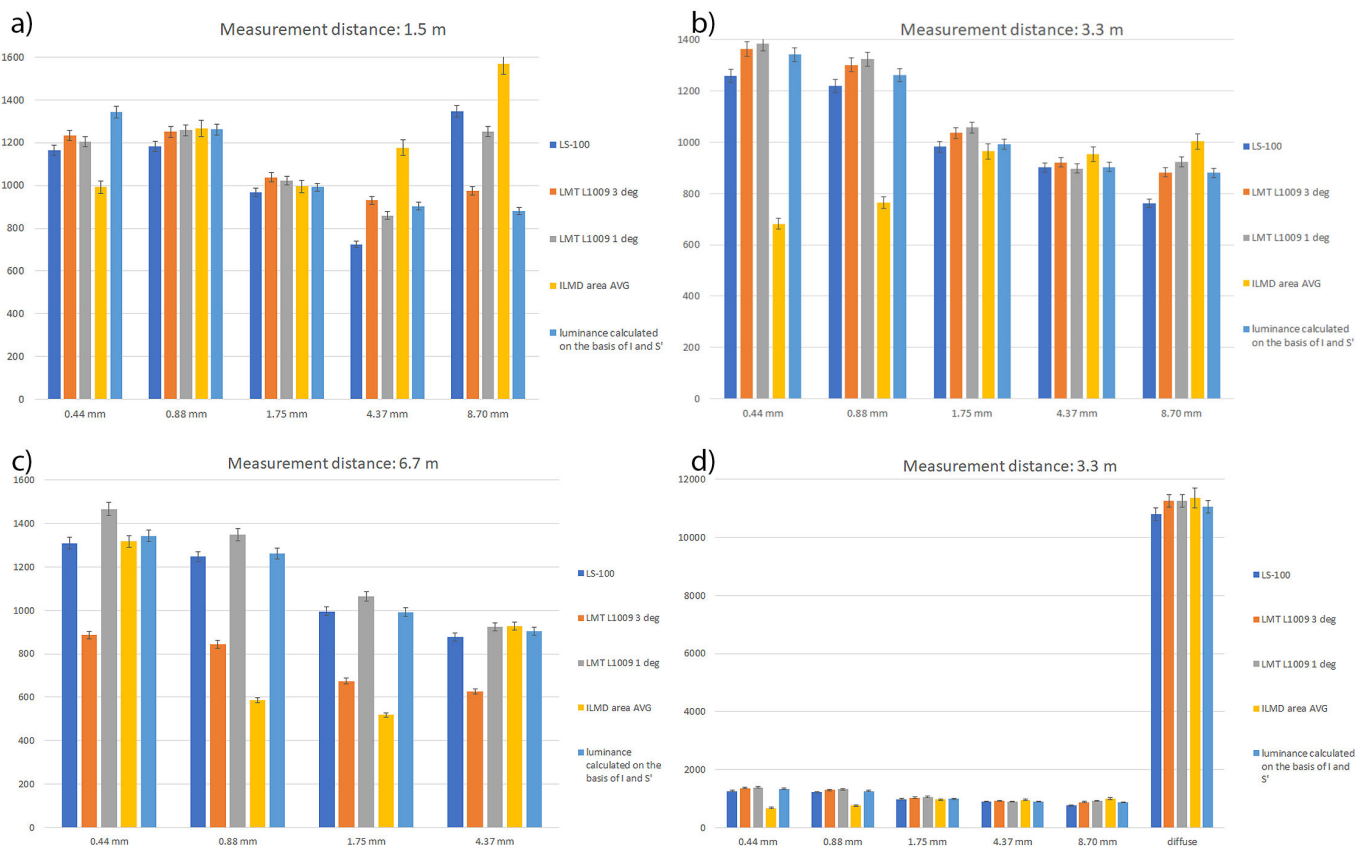 a)
Measurement distance: 1.5 m
1600
1400
1200
1000
800
600
400
200
0
0.44 mm 0.88 mm 1.75 mm 4.37 mm 8.70 mm
LS-100
LMT L1009 3 deg
LMT L1009 1 deg
ILMD area AVG
luminance calculated
on the basis of I and S'
b)
Measurement distance: 3.3 m
1400
1200
1000
800
600
400
200
0
0.44 mm 0.88 mm 1.75 mm 4.37 mm 8.70 mm
LS-100
LMT L1009 3 deg
LMT L1009 1 deg
ILMD area AVG
luminance calculated
on the basis of I and S'
c)
Measurement distance: 6.7 m
1600
1400
1200
1000
800
600
400
200
0
0.44 mm 0.88 mm 1.75 mm 4.37 mm
LS-100
LMT L1009 3 deg
LMT L1009 1 deg
ILMD area AVG
luminance
calculated on the
basis of I and S'
d)
Measurement distance: 3.3 m
12000
10000
8000
6000
4000
2000
0
0.44 mm 0.88 mm 1.75 mm 4.37 mm 8.70 mm diffuse
LS-100
LMT L1009 3 deg
LMT L1009 1 deg
ILMD area AVG
luminance calculated
on the basis of I and
S'